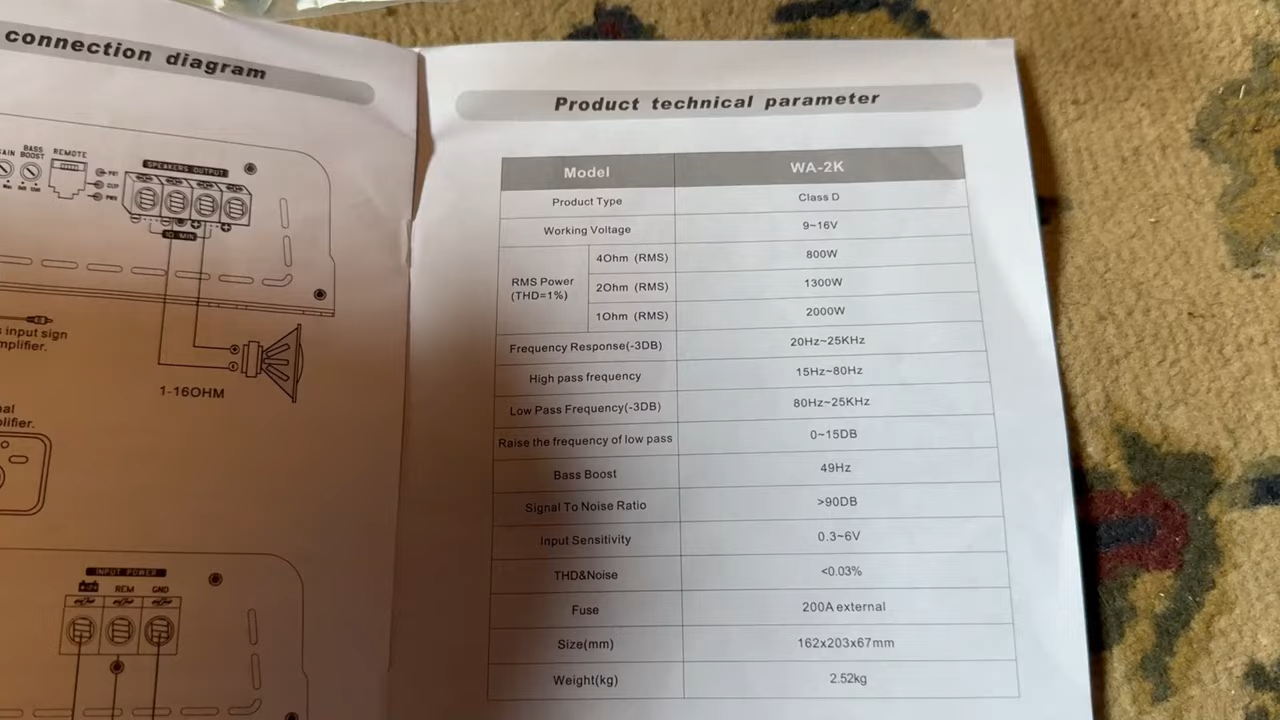 connection diagram
BASS
BOOST
REMOTE
SPEAKERS OUTPUT
1Ω MIN
input sign
mplifier.
1-16OHM
plifier.
INPUT POWER
REM
GND
Product technical parameter
Model WA-2K
Product Type Class D
Working Voltage 9~16V
RMS Power
(THD=1%)
4Ohm (RMS) 800W
2Ohm (RMS) 1300W
1Ohm (RMS) 2000W
Frequency Response(-3DB) 20Hz~25KHz
High pass frequency 15Hz~80Hz
Low Pass Frequency(-3DB) 80Hz~25KHz
Raise the frequency of low pass 0~15DB
Bass Boost 49Hz
Signal To Noise Ratio >90DB
Input Sensitivity 0.3~6V
THD&Noise <0.03%
Fuse 200A external
Size(mm) 162x203x67mm
Weight(kg) 2.52kg